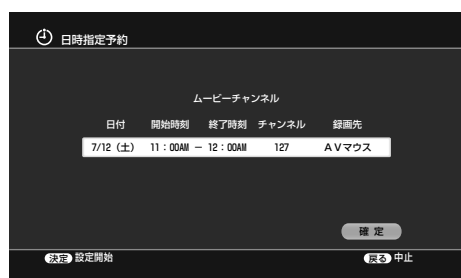 日時指定予約
ムービーチャンネル
日付 開始時刻 終了時刻 チャンネル 録画先
7/12（土） 11：00AM － 12：00AM 127 AVマウス
確 定
決定 設定開始 戻る 中止